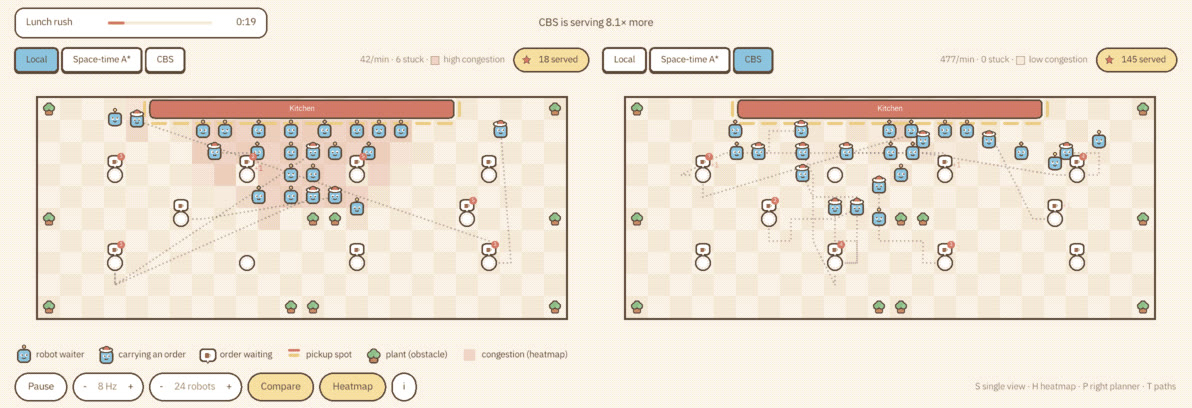 Lunch rush 0:19
CBS is serving 8.1× more
Local Space-time A* CBS 42/min · 6 stuck · high congestion 18 served
Local Space-time A* CBS 477/min · 0 stuck · low congestion 145 served
Kitchen
Kitchen
robot waiter carrying an order order waiting pickup spot plant (obstacle) congestion (heatmap)
Pause - 8 Hz + - 24 robots + Compare Heatmap i
S single view · H heatmap · P right planner · T paths